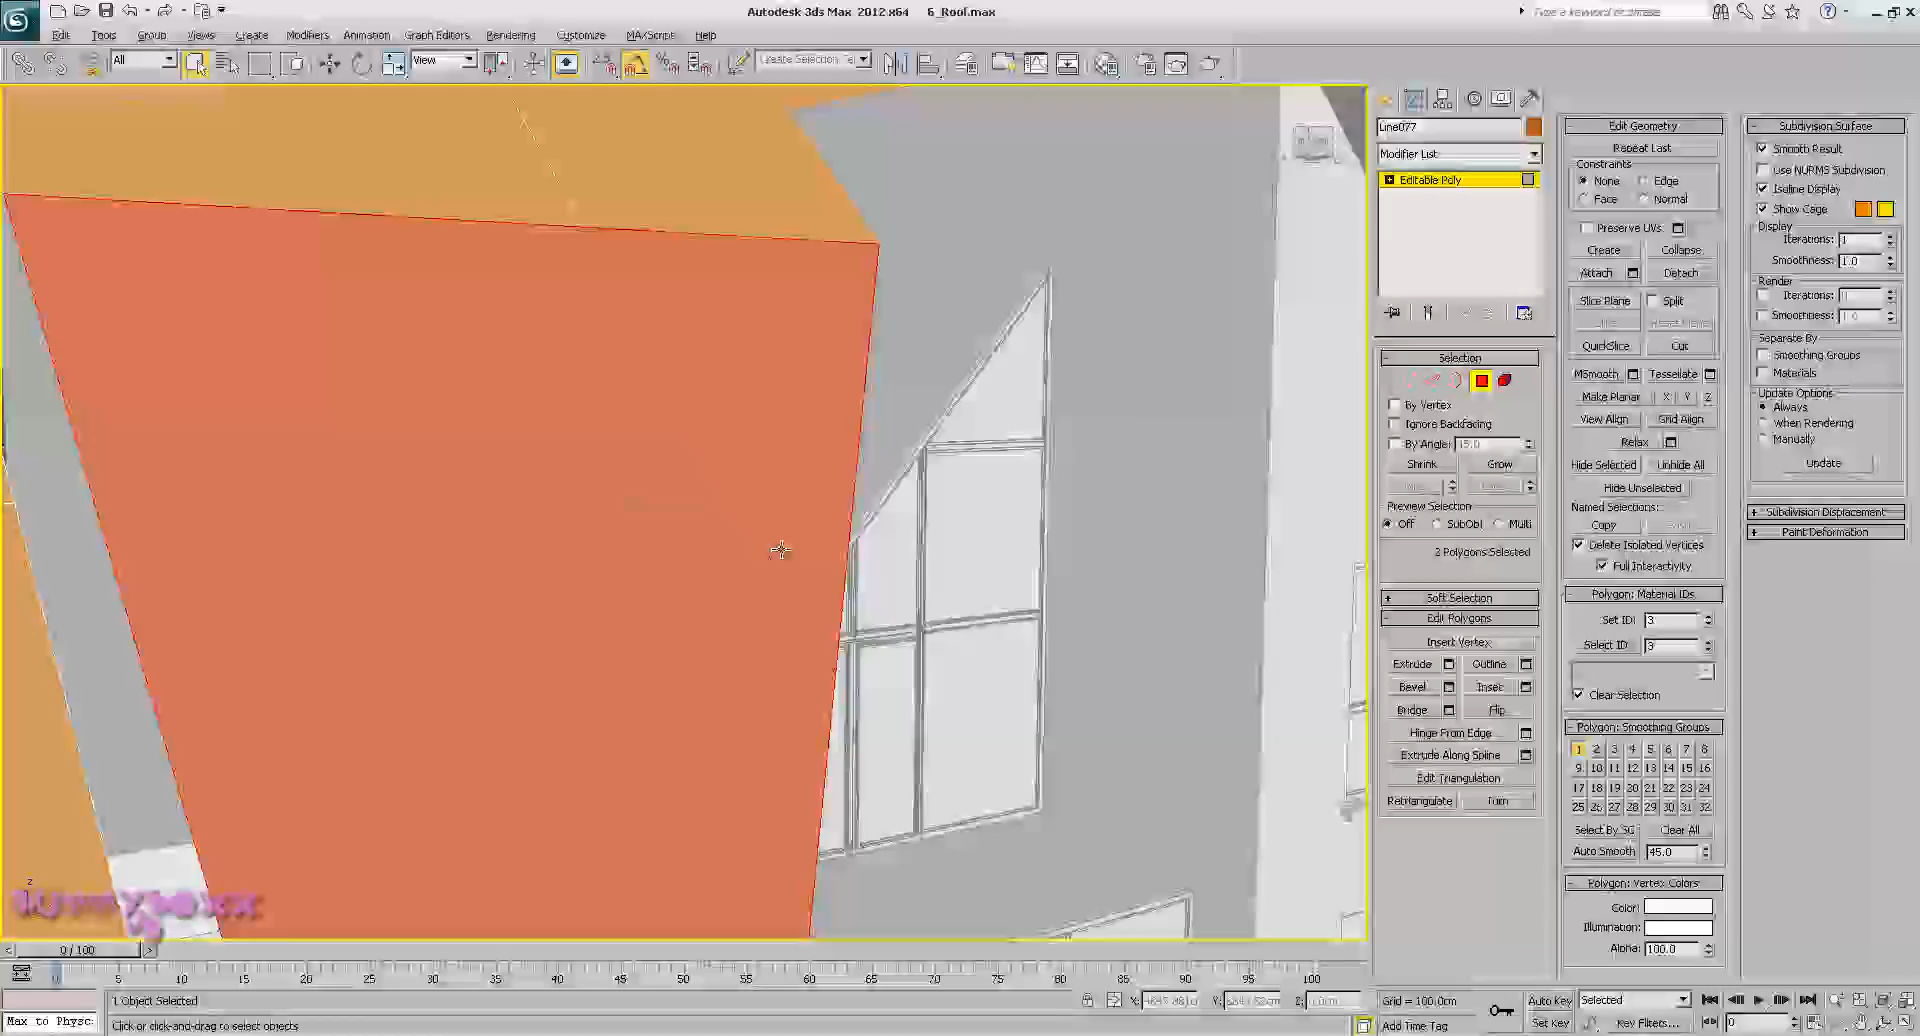 Autodesk 3ds Max 2012 x64 6_Roof.max
Type a keyword or phrase
Edit Tools Group Views Create Modifiers Animation Graph Editors Rendering Customize MAXScript Help
All View Create Selection Se
Line077
Modifier List
Editable Poly
Selection
By Vertex
Ignore Backfacing
By Angle: 45.0
Shrink Grow
Preview Selection
Off SubObj Multi
2 Polygons Selected
Soft Selection
Edit Polygons
Insert Vertex
Extrude Outline
Bevel Inset
Bridge Flip
Hinge From Edge
Extrude Along Spline
Edit Triangulation
Retriangulate Turn
Edit Geometry
Repeat Last
Constraints
None Edge
Face Normal
Preserve UVs
Create Collapse
Attach Detach
Slice Plane Split
QuickSlice Cut
MSmooth Tessellate
Make Planar X Y Z
View Align Grid Align
Relax
Hide Selected Unhide All
Hide Unselected
Named Selections:
Copy
Delete Isolated Vertices
Full Interactivity
Polygon: Material IDs
Set ID: 3
Select ID 3
Clear Selection
Polygon: Smoothing Groups
1 2 3 4 5 6 7 8
9 10 11 12 13 14 15 16
17 18 19 20 21 22 23 24
25 26 27 28 29 30 31 32
Select By SG Clear All
Auto Smooth 45.0
Polygon: Vertex Colors
Color:
Illumination:
Alpha: 100.0
Subdivision Surface
Smooth Result
Use NURMS Subdivision
Isoline Display
Show Cage
Display
Iterations: 1
Smoothness: 1.0
Render
Iterations:
Smoothness: 1.0
Separate By
Smoothing Groups
Materials
Update Options
Always
When Rendering
Manually
Update
Subdivision Displacement
Paint Deformation
z
0 / 100
0 5 10 15 20 25 30 35 40 45 50 55 60 65 70 75 80 85 90 95 100
1 Object Selected X: Y: Z: Grid = 100.0cm Auto Key Selected
Max to Physc: Click or click-and-drag to select objects Add Time Tag Set Key Key Filters... 0